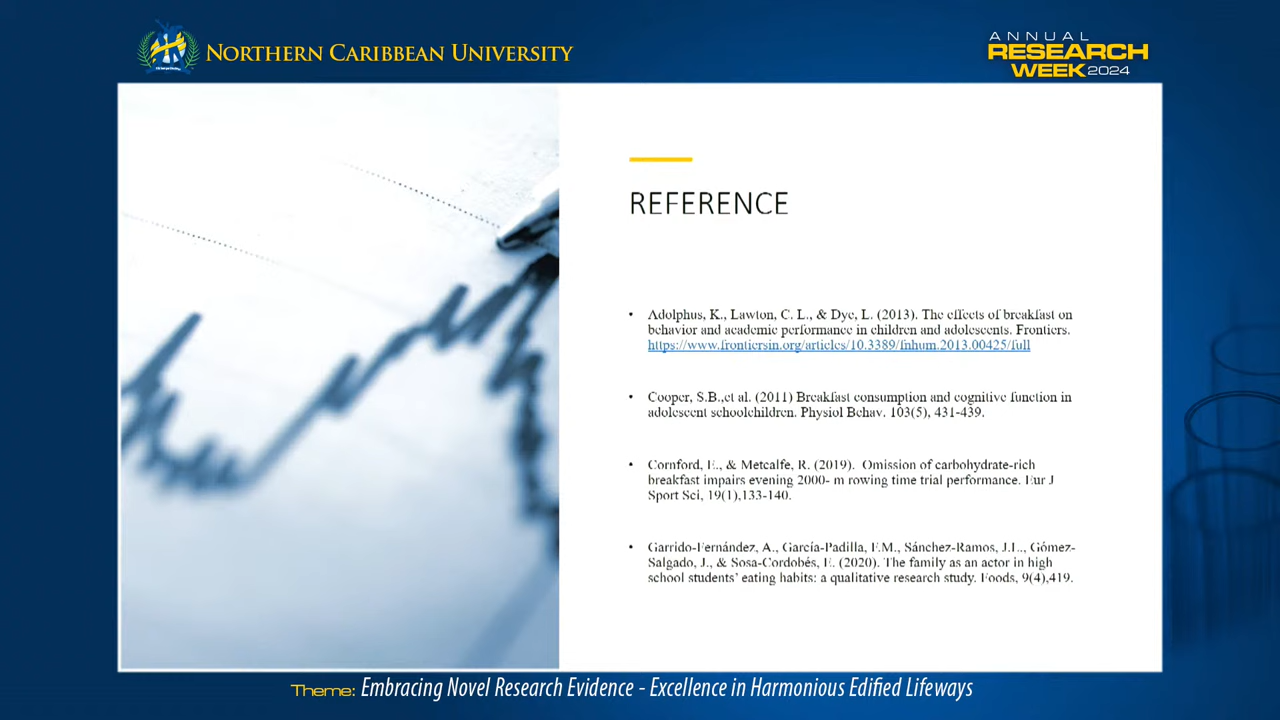 NORTHERN CARIBBEAN UNIVERSITY
ANNUAL
RESEARCH
WEEK 2024
REFERENCE
• Adolphus, K., Lawton, C. L., & Dye, L. (2013). The effects of breakfast on
behavior and academic performance in children and adolescents. Frontiers.
https://www.frontiersin.org/articles/10.3389/fnhum.2013.00425/full
• Cooper, S.B.,et al. (2011) Breakfast consumption and cognitive function in
adolescent schoolchildren. Physiol Behav. 103(5), 431-439.
• Cornford, E., & Metcalfe, R. (2019). Omission of carbohydrate-rich
breakfast impairs evening 2000- m rowing time trial performance. Eur J
Sport Sci, 19(1),133-140.
• Garrido-Fernández, A., García-Padilla, F.M., Sánchez-Ramos, J.L., Gómez-
Salgado, J., & Sosa-Cordobés, E. (2020). The family as an actor in high
school students' eating habits: a qualitative research study. Foods, 9(4),419.
Theme: Embracing Novel Research Evidence - Excellence in Harmonious Edified Lifeways